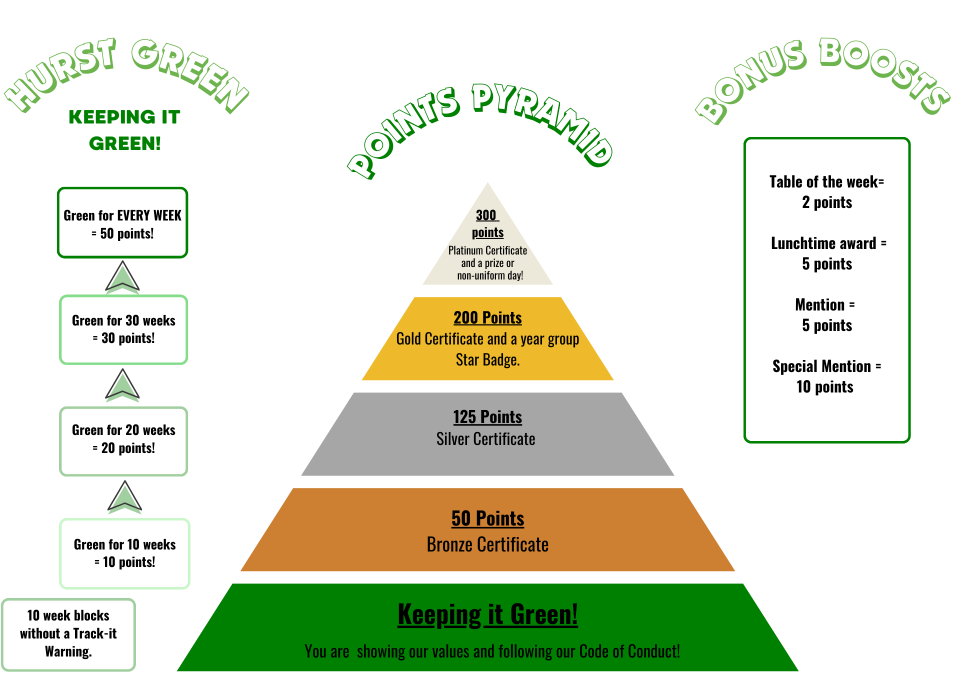 HURST GREEN
KEEPING IT
GREEN!
Green for EVERY WEEK
= 50 points!
Green for 30 weeks
= 30 points!
Green for 20 weeks
= 20 points!
Green for 10 weeks
= 10 points!
10 week blocks
without a Track-it
Warning.
POINTS PYRAMID
300
points
Platinum Certificate
and a prize or
non-uniform day!
200 Points
Gold Certificate and a year group
Star Badge.
125 Points
Silver Certificate
50 Points
Bronze Certificate
Keeping it Green!
You are showing our values and following our Code of Conduct!
BONUS BOOSTS
Table of the week=
2 points
Lunchtime award =
5 points
Mention =
5 points
Special Mention =
10 points